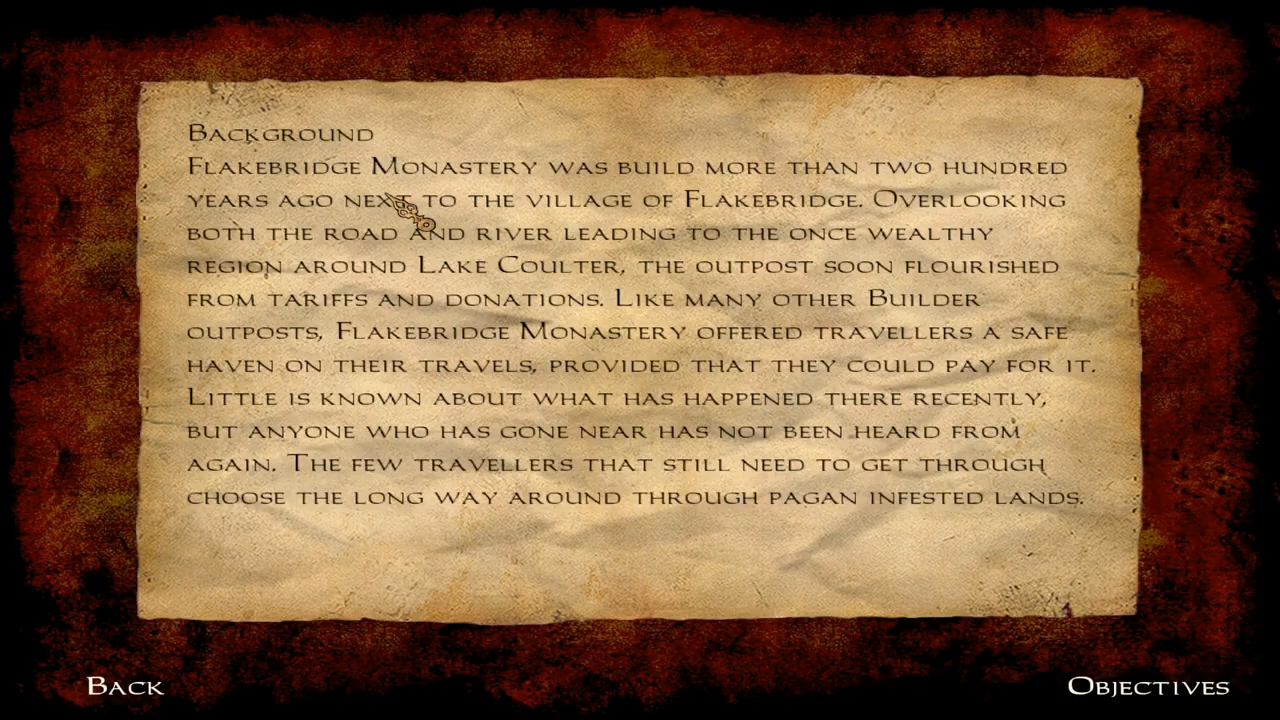 Background
Flakebridge Monastery was build more than two hundred
years ago next to the village of Flakebridge. Overlooking
both the road and river leading to the once wealthy
region around Lake Coulter, the outpost soon flourished
from tariffs and donations. Like many other Builder
outposts, Flakebridge Monastery offered travellers a safe
haven on their travels, provided that they could pay for it.
Little is known about what has happened there recently,
but anyone who has gone near has not been heard from
again. The few travellers that still need to get through
choose the long way around through pagan infested lands.
Back
Objectives